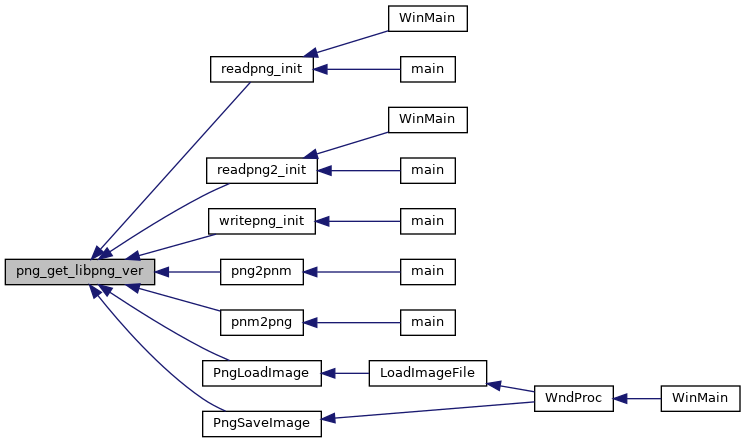 WinMain
readpng_init
main
WinMain
readpng2_init
main
writepng_init
main
png_get_libpng_ver
png2pnm
main
pnm2png
main
PngLoadImage
LoadImageFile
WndProc
WinMain
PngSaveImage